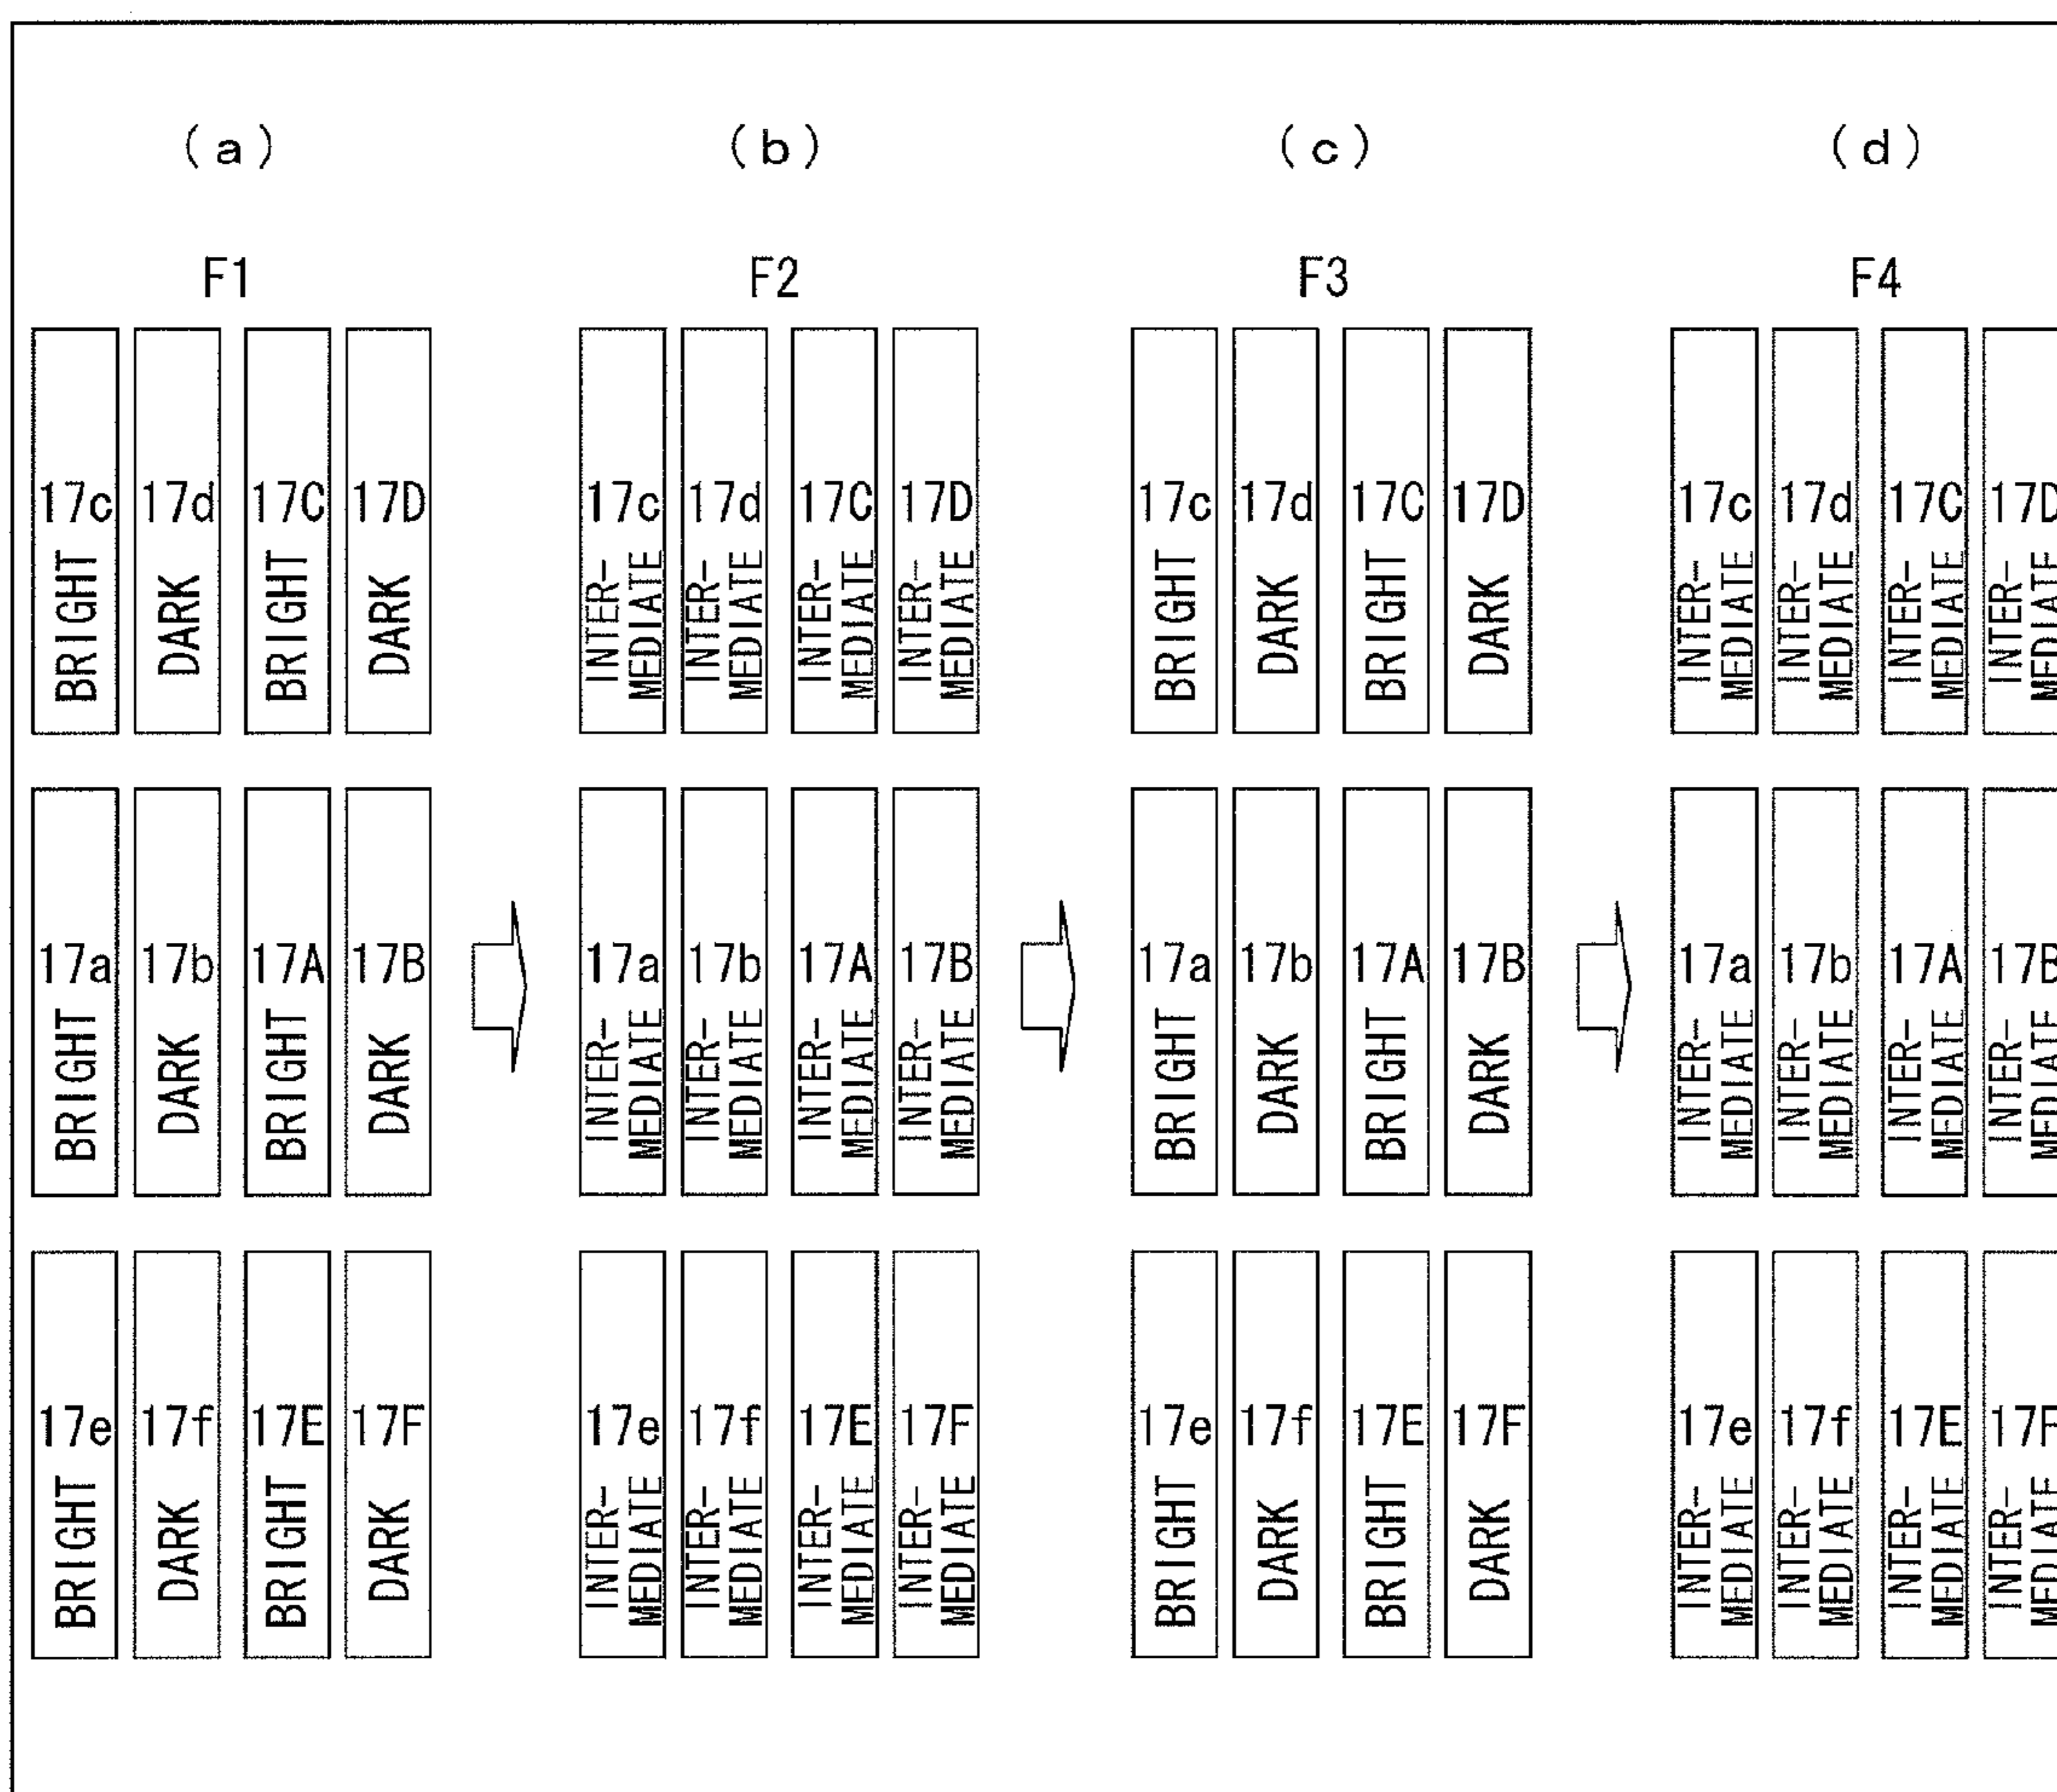 (a) (b) (c) (d)
F1 F2 F3 F4
17c 17d 17C 17D 17c 17d 17C 17D 17c 17d 17C 17D 17c 17d 17C 17D
BRIGHT DARK BRIGHT DARK INTER-MEDIATE INTER-MEDIATE INTER-MEDIATE INTER-MEDIATE BRIGHT DARK BRIGHT DARK INTER-MEDIATE INTER-MEDIATE INTER-MEDIATE INTER-MEDIATE
17a 17b 17A 17B 17a 17b 17A 17B 17a 17b 17A 17B 17a 17b 17A 17B
BRIGHT DARK BRIGHT DARK INTER-MEDIATE INTER-MEDIATE INTER-MEDIATE INTER-MEDIATE BRIGHT DARK BRIGHT DARK INTER-MEDIATE INTER-MEDIATE INTER-MEDIATE INTER-MEDIATE
17e 17f 17E 17F 17e 17f 17E 17F 17e 17f 17E 17F 17e 17f 17E 17F
BRIGHT DARK BRIGHT DARK INTER-MEDIATE INTER-MEDIATE INTER-MEDIATE INTER-MEDIATE BRIGHT DARK BRIGHT DARK INTER-MEDIATE INTER-MEDIATE INTER-MEDIATE INTER-MEDIATE